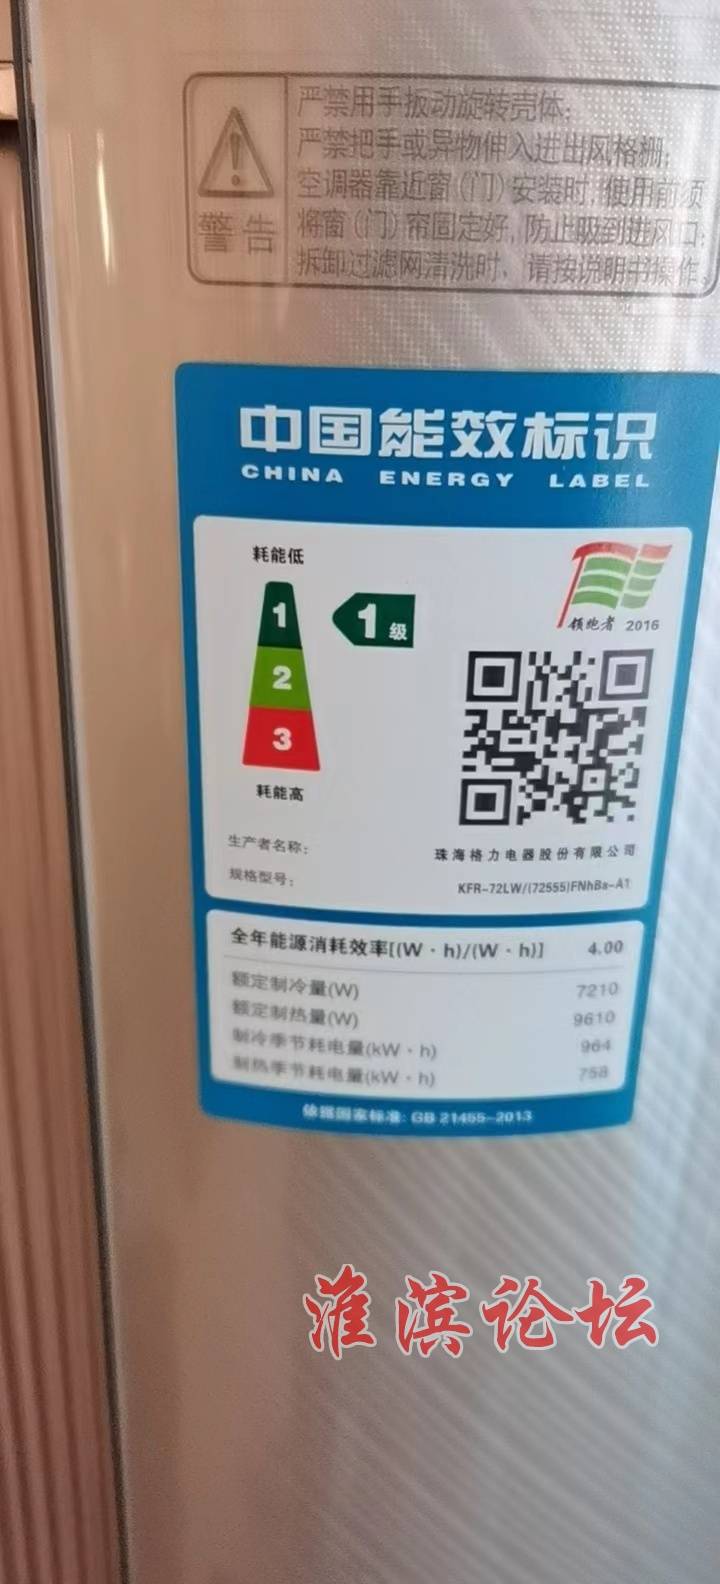 严禁用手扳动旋转壳体;
严禁把手或异物伸入进出风格栅;
空调器靠近窗(门)安装时,使用前须
将窗(门)帘固定好,防止吸到进风口;
拆卸过滤网清洗时、请按说明书操作。
警告
中国能效标识
CHINA ENERGY LABEL
耗能低
1
2
3
1级
耗能高
领跑者 2016
生产者名称: 珠海格力电器股份有限公司
规格型号: KFR-72LW/(72555)FNhBa-A1
全年能源消耗效率[(W·h)/(W·h)] 4.00
额定制冷量(W) 7210
额定制热量(W) 9610
制冷季节耗电量(kW·h) 964
制热季节耗电量(kW·h) 758
依据国家标准: GB 21455-2013
淮滨论坛